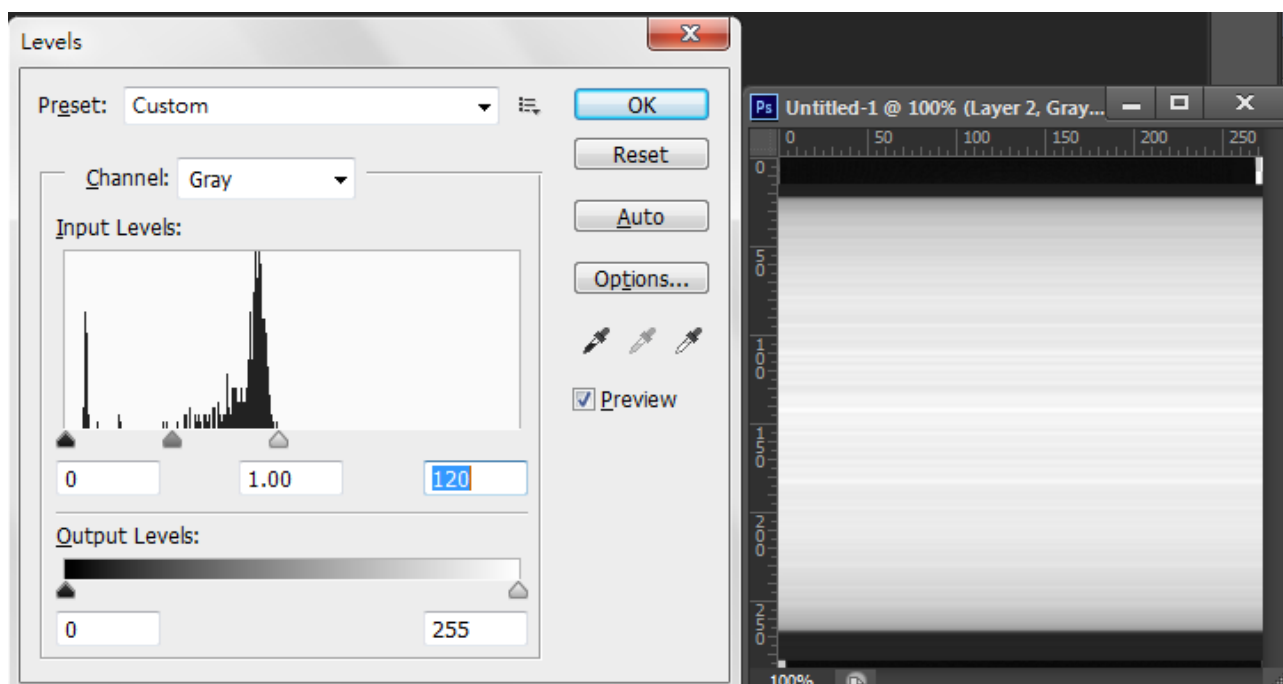 Levels
Preset: Custom
OK
Reset
Channel: Gray
Auto
Input Levels:
Options...
Preview
0 1.00 120
Output Levels:
0 255
Ps Untitled-1 @ 100% (Layer 2, Gray...
0 50 100 150 200 250
0
50
100
150
200
250
100%